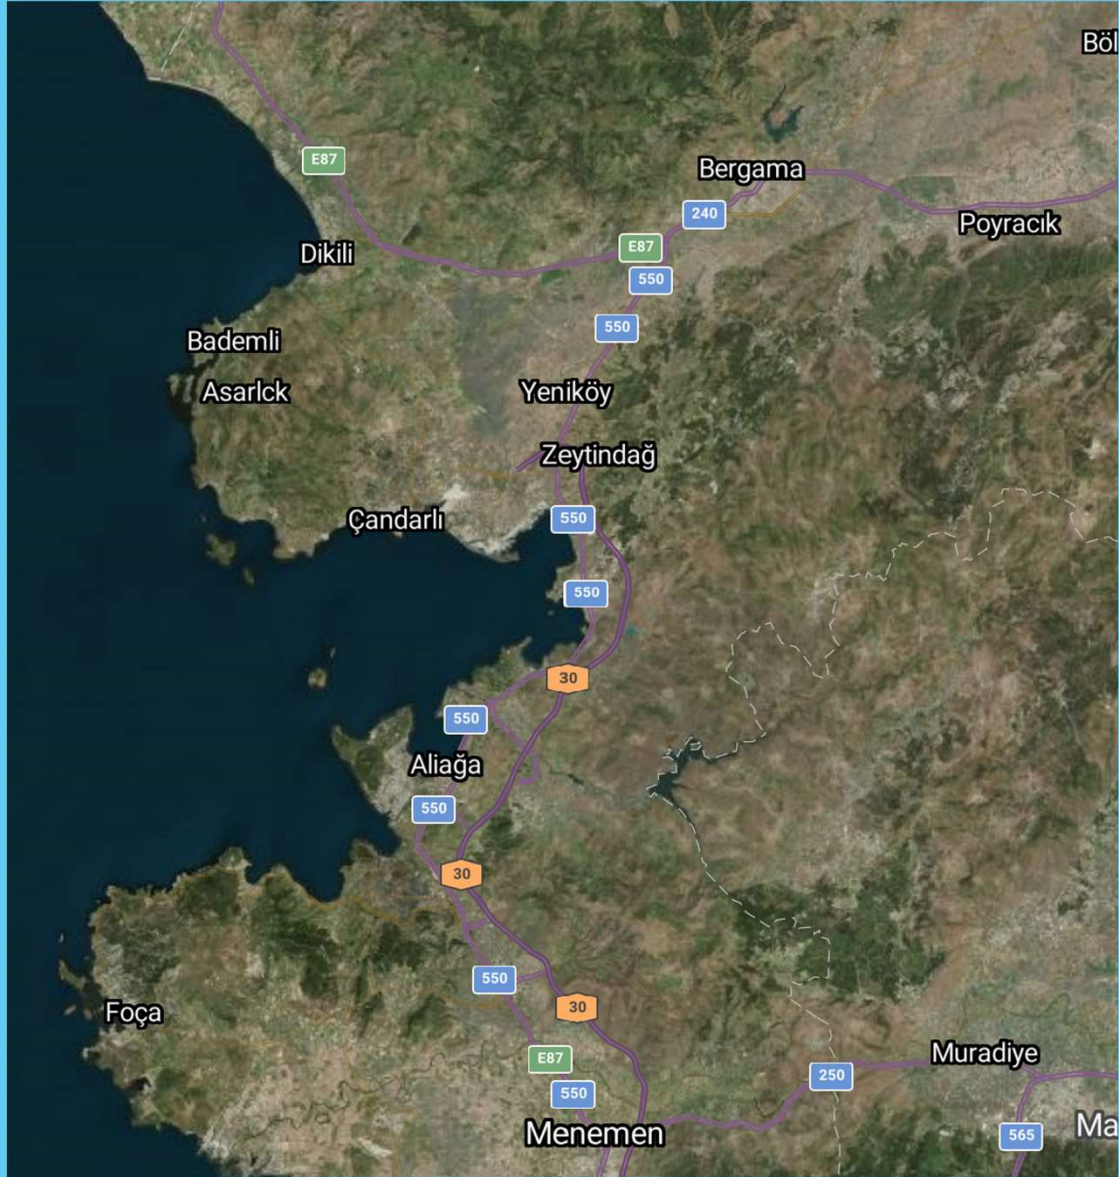 Böl
E87
Bergama
240
Poyracık
E87
Dikili
550
550
Bademli
Asarlck
Yeniköy
Zeytindağ
Çandarlı
550
550
30
550
Aliağa
550
30
550
30
Foça
E87
Muradiye
250
550
Menemen
Ma
565